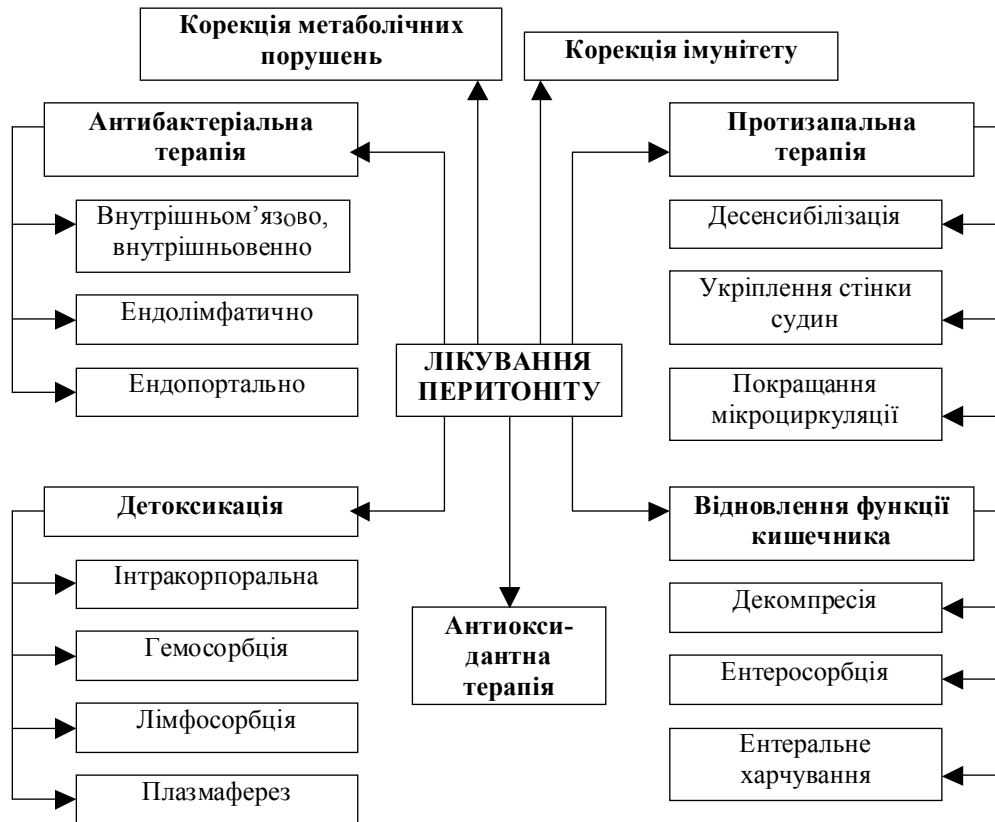 Корекція метаболічних
порушень
Корекція імунітету
Антибактеріальна
терапія
Протизапальна
терапія
Внутрішньом’язово,
внутрішньовенно
Десенсибілізація
Ендолімфатично
Укріплення стінки
судин
ЛІКУВАННЯ
ПЕРИТОНІТУ
Ендопортально
Покращання
мікроциркуляції
Детоксикація
Відновлення функції
кишечника
Інтракорпоральна
Декомпресія
Антиокси-
дантна
терапія
Гемосорбція
Ентеросорбція
Лімфосорбція
Ентеральне
харчування
Плазмаферез